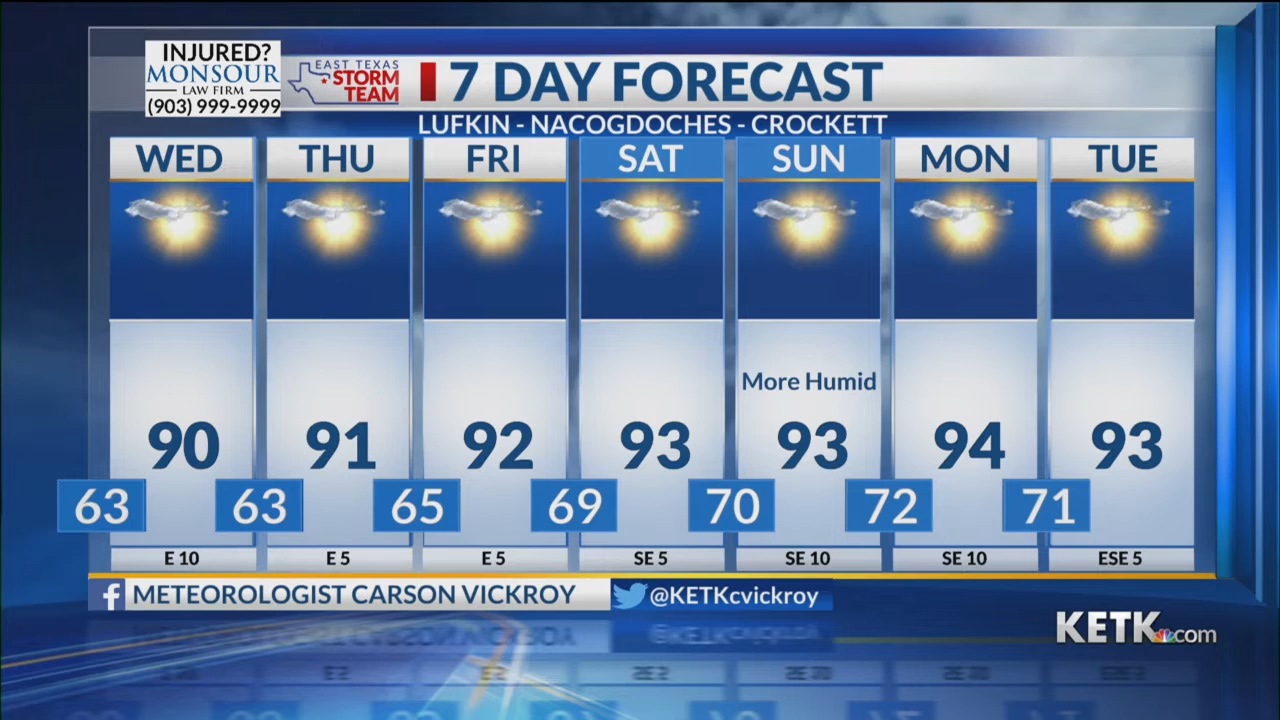 INJURED?
MONSOUR
LAW FIRM
(903) 999-9999
EAST TEXAS
STORM
TEAM
7 DAY FORECAST
LUFKIN - NACOGDOCHES - CROCKETT
WED THU FRI SAT SUN MON TUE
More Humid
90 91 92 93 93 94 93
63 63 65 69 70 72 71
E 10 E 5 E 5 SE 5 SE 10 SE 10 ESE 5
f METEOROLOGIST CARSON VICKROY @KETKcvickroy
KETK.com